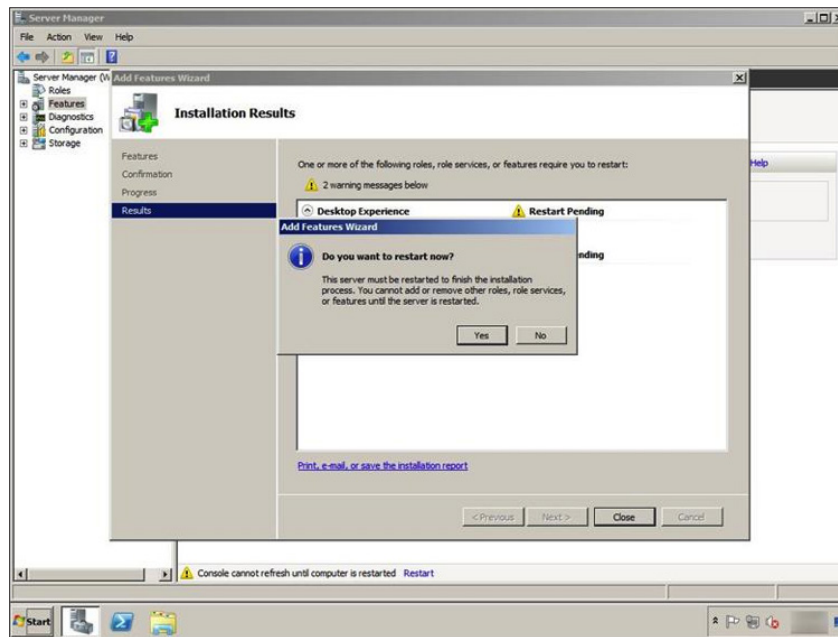 Server Manager
File Action View Help
Server Manager (W
Roles
Features
Diagnostics
Configuration
Storage
Add Features Wizard
Installation Results
Features
Confirmation
Progress
Results
One or more of the following roles, role services, or features require you to restart:
2 warning messages below
Desktop Experience Restart Pending
nding
Add Features Wizard
Do you want to restart now?
This server must be restarted to finish the installation
process. You cannot add or remove other roles, role services,
or features until the server is restarted.
Yes No
Print, e-mail, or save the installation report
< Previous Next > Close Cancel
Help
Console cannot refresh until computer is restarted Restart
Start